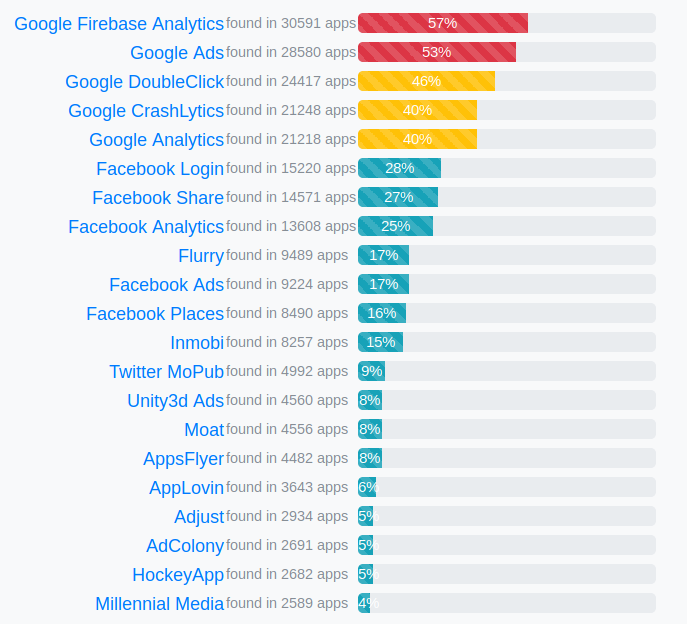 Google Firebase Analytics found in 30591 apps 57%
Google Ads found in 28580 apps 53%
Google DoubleClick found in 24417 apps 46%
Google CrashLytics found in 21248 apps 40%
Google Analytics found in 21218 apps 40%
Facebook Login found in 15220 apps 28%
Facebook Share found in 14571 apps 27%
Facebook Analytics found in 13608 apps 25%
Flurry found in 9489 apps 17%
Facebook Ads found in 9224 apps 17%
Facebook Places found in 8490 apps 16%
Inmobi found in 8257 apps 15%
Twitter MoPub found in 4992 apps 9%
Unity3d Ads found in 4560 apps 8%
Moat found in 4556 apps 8%
AppsFlyer found in 4482 apps 8%
AppLovin found in 3643 apps 6%
Adjust found in 2934 apps 5%
AdColony found in 2691 apps 5%
HockeyApp found in 2682 apps 5%
Millennial Media found in 2589 apps 4%